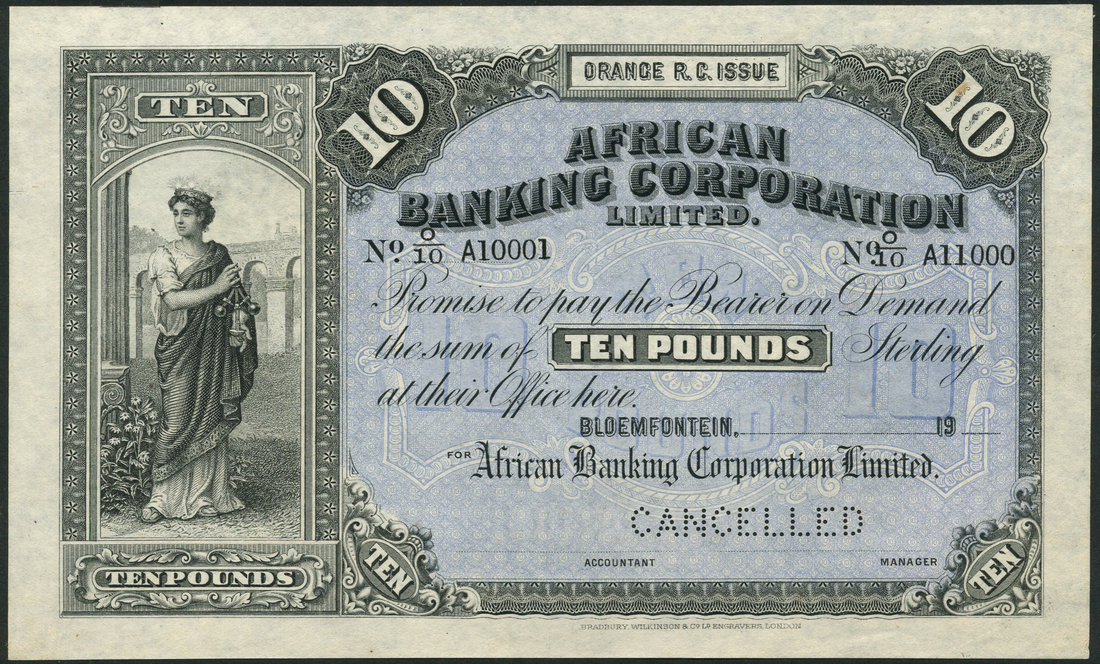 ORANGE R.C. ISSUE
TEN
10
10
AFRICAN
BANKING CORPORATION
LIMITED.
No. O/10 A10001
No. O/10 A11000
Promise to pay the Bearer on Demand
the sum of TEN POUNDS Sterling
at their Office here.
BLOEMFONTEIN, 19
FOR African Banking Corporation Limited.
CANCELLED
ACCOUNTANT
MANAGER
TEN POUNDS
TEN
TEN
BRADBURY, WILKINSON & Co Ld ENGRAVERS, LONDON